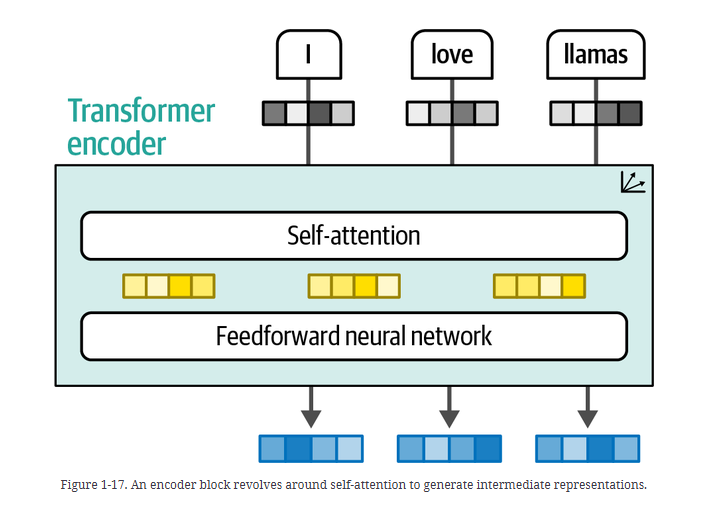 I
love
llamas
Transformer
encoder
Self-attention
Feedforward neural network
Figure 1-17. An encoder block revolves around self-attention to generate intermediate representations.